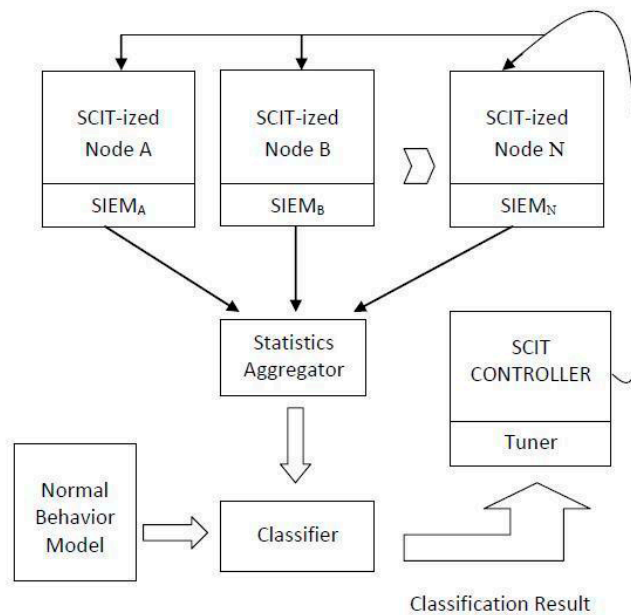 SCIT-ized
Node A
SIEMA
SCIT-ized
Node B
SIEMB
SCIT-ized
Node N
SIEMN
Statistics
Aggregator
SCIT
CONTROLLER
Tuner
Normal
Behavior
Model
Classifier
Classification Result